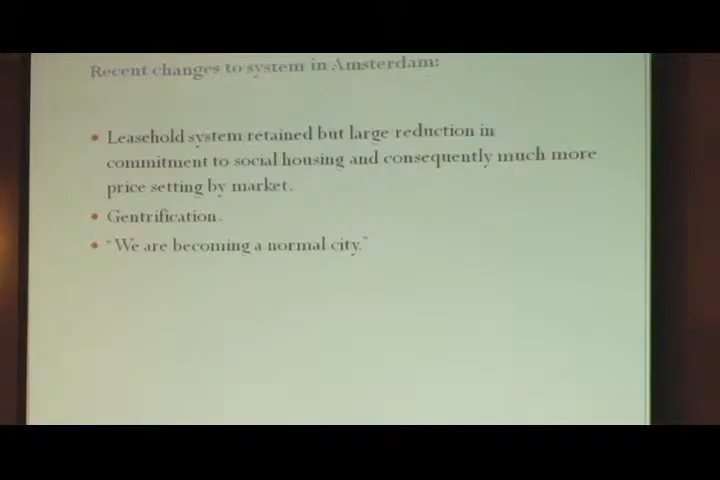 Recent changes to system in Amsterdam:
• Leasehold system retained but large reduction in
commitment to social housing and consequently much more
price setting by market.
• Gentrification.
• “We are becoming a normal city.”